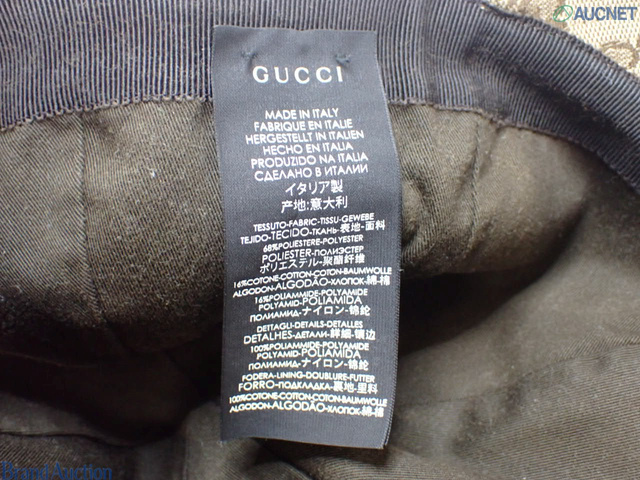 AUCNET
GUCCI
MADE IN ITALY
FABRIQUE EN ITALIE
HERGESTELLT IN ITALIEN
HECHO EN ITALIA
PRODUZIDO NA ITALIA
СДЕЛАНО В ИТАЛИИ
イタリア製
产地:意大利
TESSUTO-FABRIC-TISSU-GEWEBE
TEJIDO-TECIDO-ТКАНЬ-表地-面料
68%POLIESTERE-POLYESTER
POLIESTER-ПОЛИЭСТЕР
ポリエステル-聚酯纤维
16%COTONE-COTTON-COTON-BAUMWOLLE
ALGODON-ALGODÃO-ХЛОПОК-綿-棉
16%POLIAMMIDE-POLYAMIDE
POLYAMID-POLIAMIDA
ПОЛИАМИД-ナイロン-锦纶
DETTAGLI-DETAILS-DETALLES
DETALHES-ДЕТАЛИ-詳細-镶边
100%POLIAMMIDE-POLYAMIDE
POLYAMID-POLIAMIDA
ПОЛИАМИД-ナイロン-锦纶
FODERA-LINING-DOUBLURE-FUTTER
FORRO-ПОДКЛАДКА-裏地-里料
100%COTONE-COTTON-COTON-BAUMWOLLE
ALGODON-ALGODÃO-ХЛОПОК-綿-棉
Brand Auction